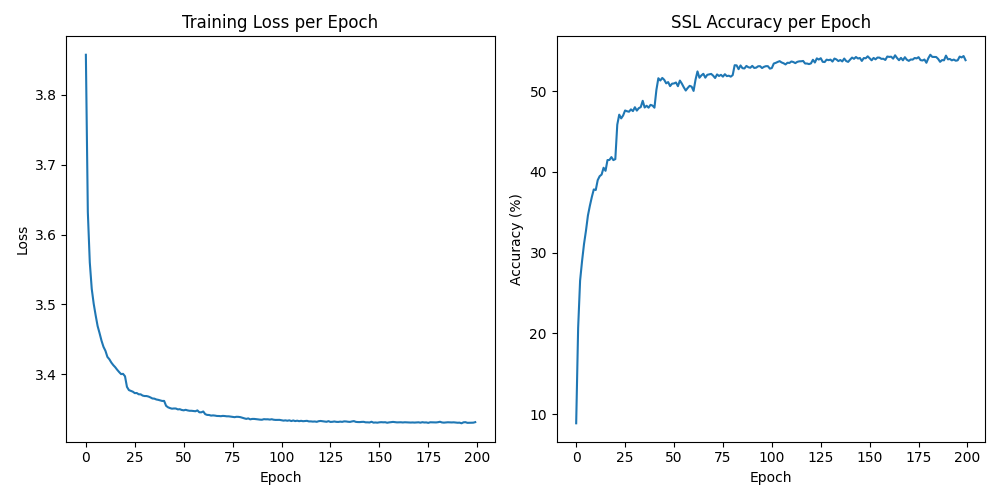 Training Loss per Epoch
Loss
3.8
3.7
3.6
3.5
3.4
0 25 50 75 100 125 150 175 200
Epoch
SSL Accuracy per Epoch
Accuracy (%)
50
40
30
20
10
0 25 50 75 100 125 150 175 200
Epoch